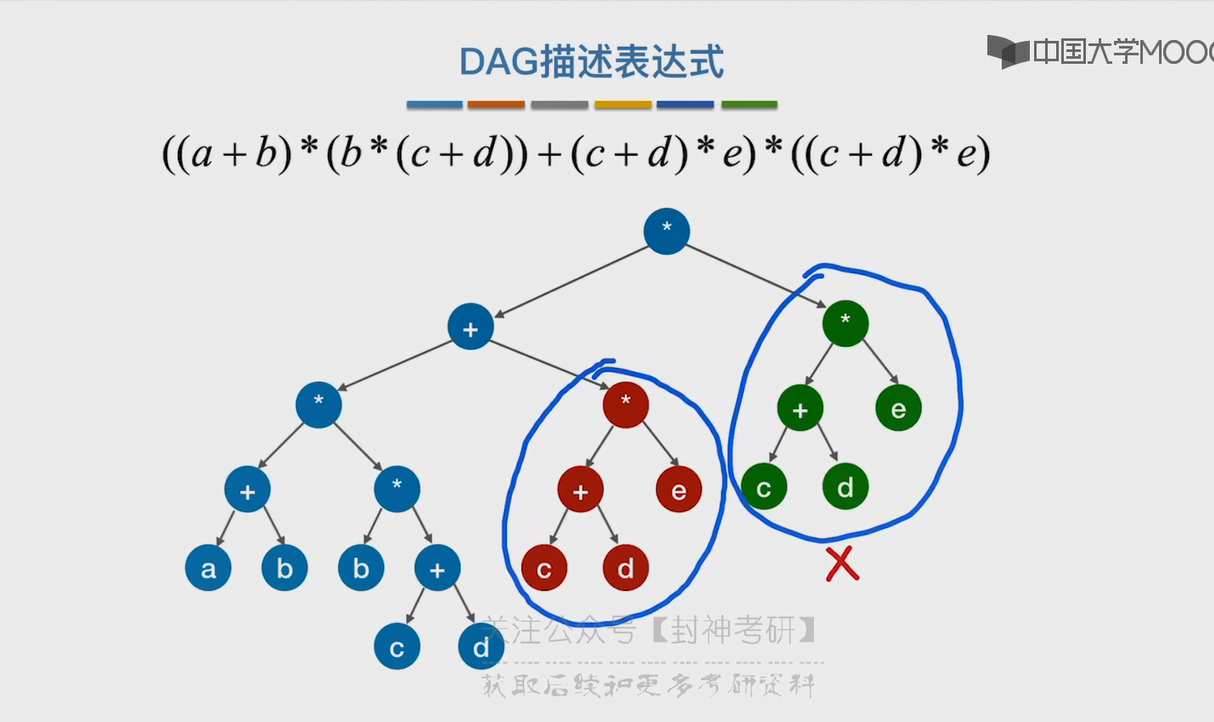 DAG描述表达式
中国大学MOOC
((a+b)*(b*(c+d))+(c+d)*e)*((c+d)*e)
*
+ *
* * + e
+ * + e c d
a b b + c d
c d
关注公众号【封神考研】
获取后续和更多考研资料